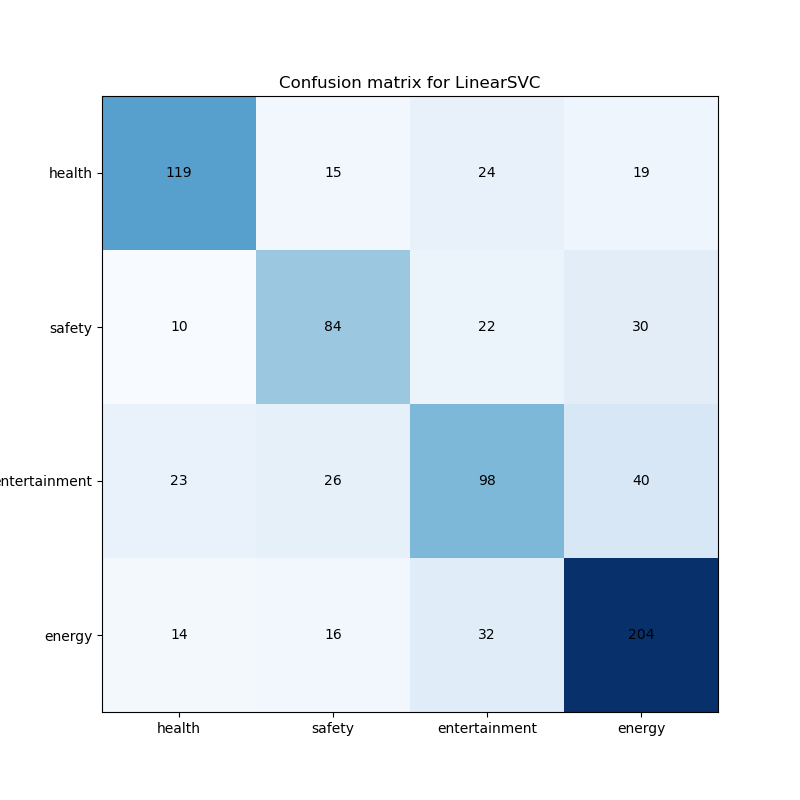 Confusion matrix for LinearSVC
health 119 15 24 19
safety 10 84 22 30
ntertainment 23 26 98 40
energy 14 16 32 204
health safety entertainment energy